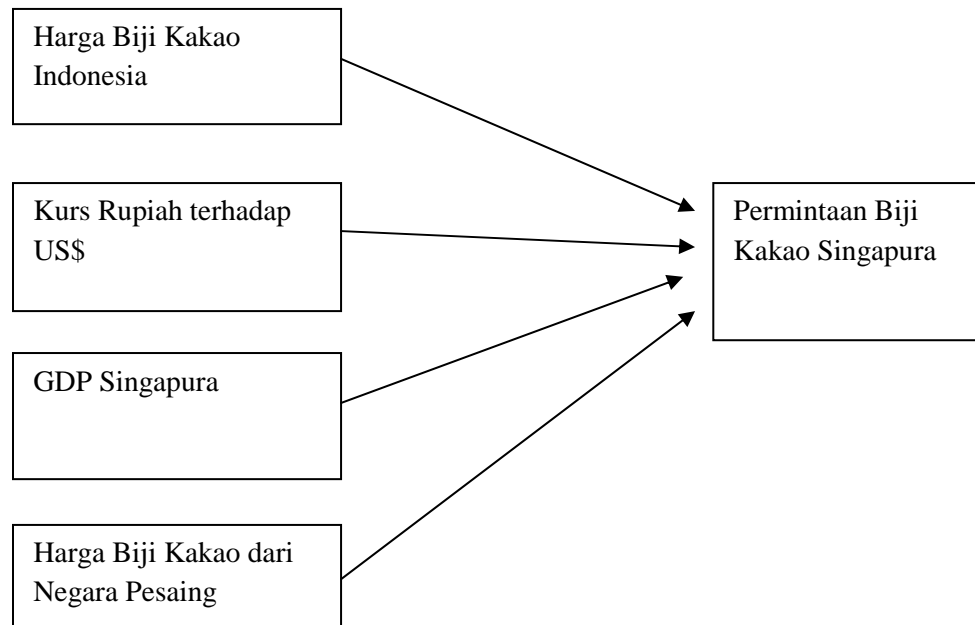 Harga Biji Kakao
Indonesia
Kurs Rupiah terhadap
US$
Permintaan Biji
Kakao Singapura
GDP Singapura
Harga Biji Kakao dari
Negara Pesaing